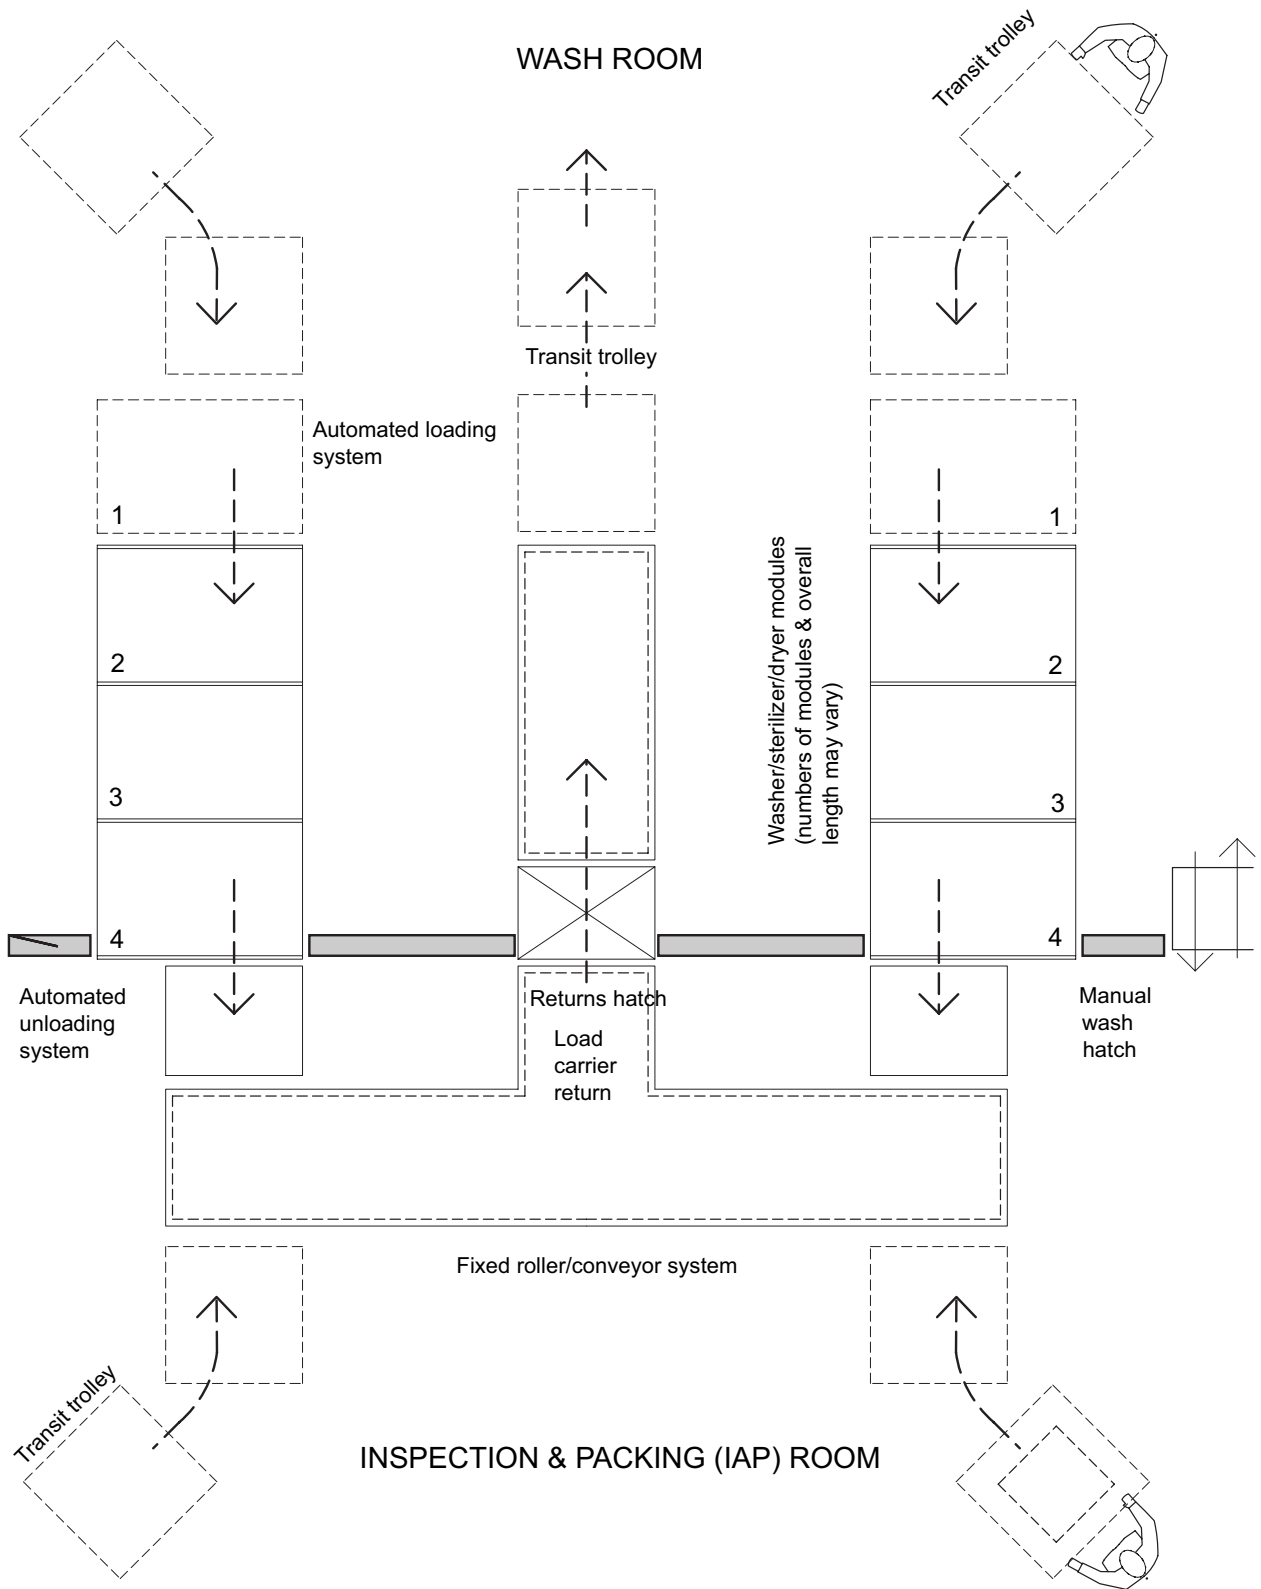 WASH ROOM
Transit trolley
Transit trolley
Automated loading
system
1
1
Washer/sterilizer/dryer modules
(numbers of modules & overall
length may vary)
2
2
3
3
4
4
Automated
unloading
system
Returns hatch
Load
carrier
return
Manual
wash
hatch
Fixed roller/conveyor system
Transit trolley
INSPECTION & PACKING (IAP) ROOM